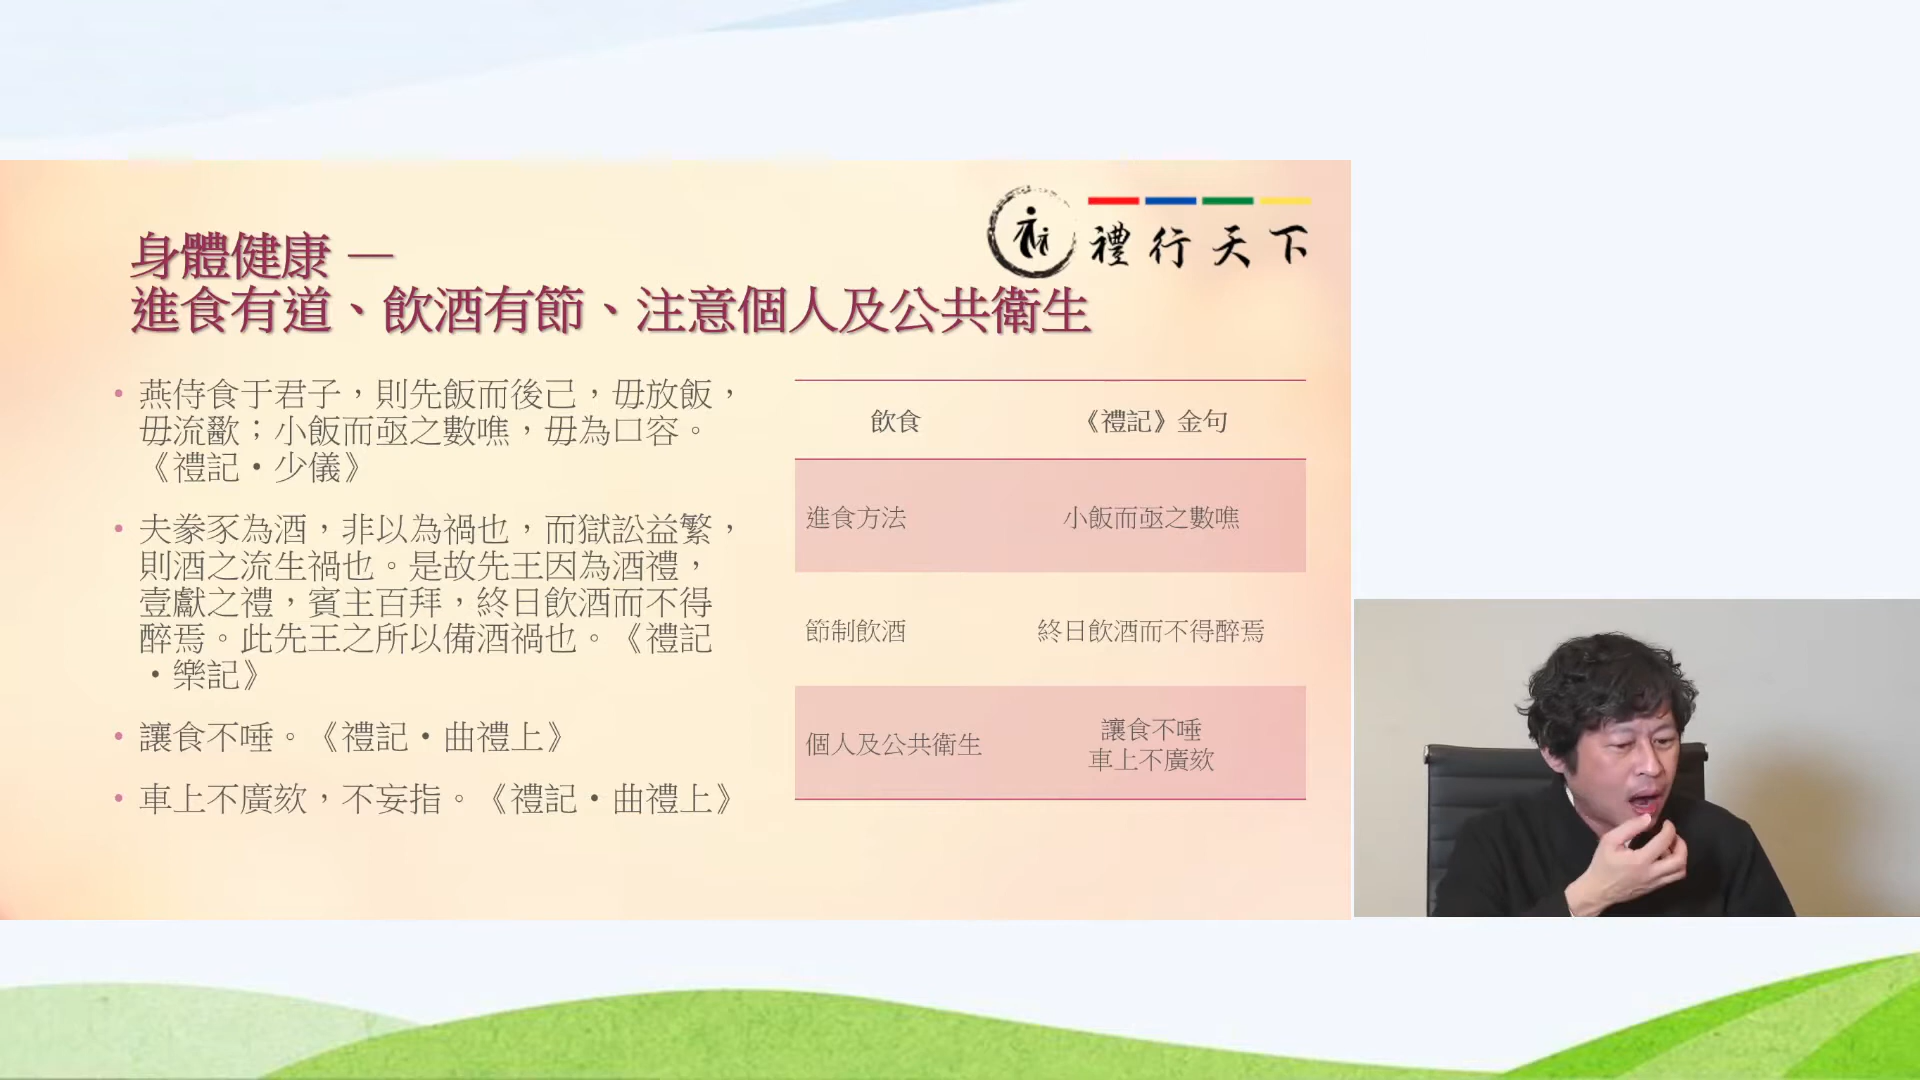 禮行天下
身體健康 —
進食有道、飲酒有節、注意個人及公共衛生
• 燕侍食于君子，則先飯而後己，毋放飯，
毋流歠；小飯而亟之數噍，毋為口容。
《禮記•少儀》
• 夫豢豕為酒，非以為禍也，而獄訟益繁，
則酒之流生禍也。是故先王因為酒禮，
壹獻之禮，賓主百拜，終日飲酒而不得
醉焉。此先王之所以備酒禍也。《禮記
•樂記》
• 讓食不唾。《禮記•曲禮上》
• 車上不廣欬，不妄指。《禮記•曲禮上》
飲食 《禮記》金句
進食方法 小飯而亟之數噍
節制飲酒 終日飲酒而不得醉焉
個人及公共衛生 讓食不唾
車上不廣欬